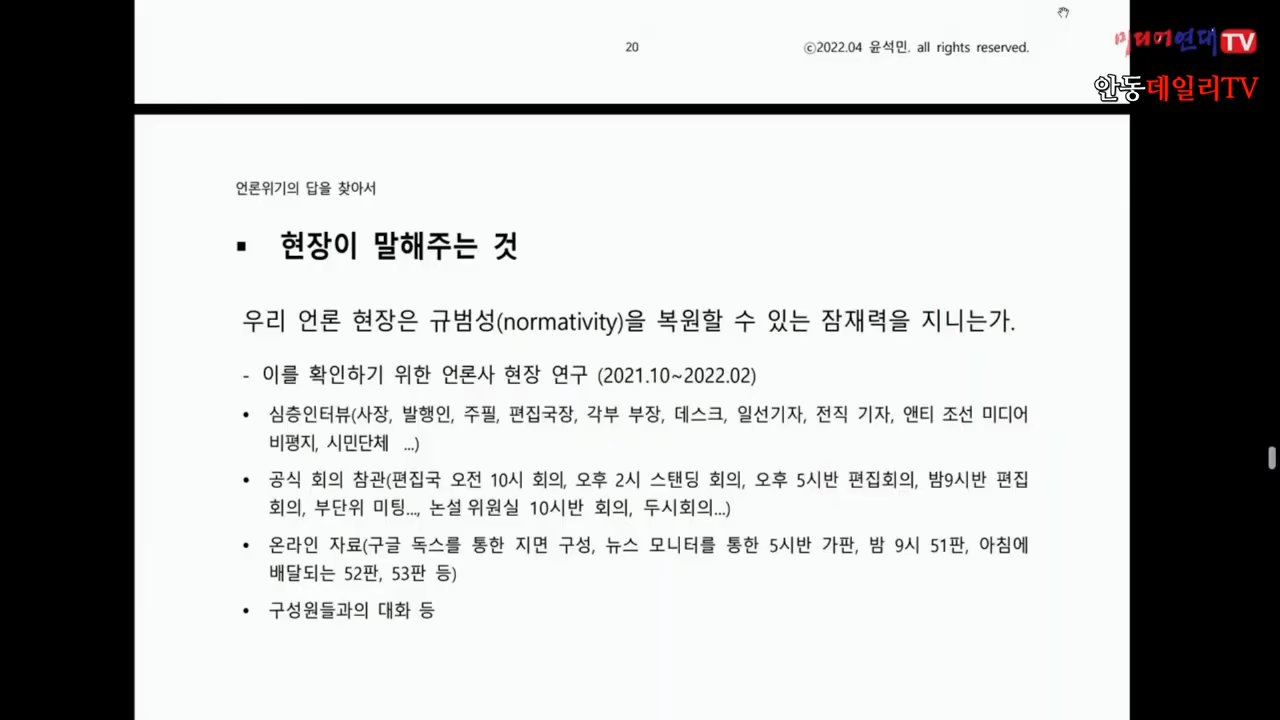 20
ⓒ2022.04 윤석민. all rights reserved.
미디어연대TV
안동데일리TV
언론위기의 답을 찾아서
▪ 현장이 말해주는 것
우리 언론 현장은 규범성(normativity)을 복원할 수 있는 잠재력을 지니는가.
- 이를 확인하기 위한 언론사 현장 연구 (2021.10~2022.02)
• 심층인터뷰(사장, 발행인, 주필, 편집국장, 각부 부장, 데스크, 일선기자, 전직 기자, 앤티 조선 미디어
비평지, 시민단체 ...)
• 공식 회의 참관(편집국 오전 10시 회의, 오후 2시 스탠딩 회의, 오후 5시반 편집회의, 밤9시반 편집
회의, 부단위 미팅..., 논설위원실 10시반 회의, 두시회의...)
• 온라인 자료(구글 독스를 통한 지면 구성, 뉴스 모니터를 통한 5시반 가판, 밤 9시 51판, 아침에
배달되는 52판, 53판 등)
• 구성원들과의 대화 등